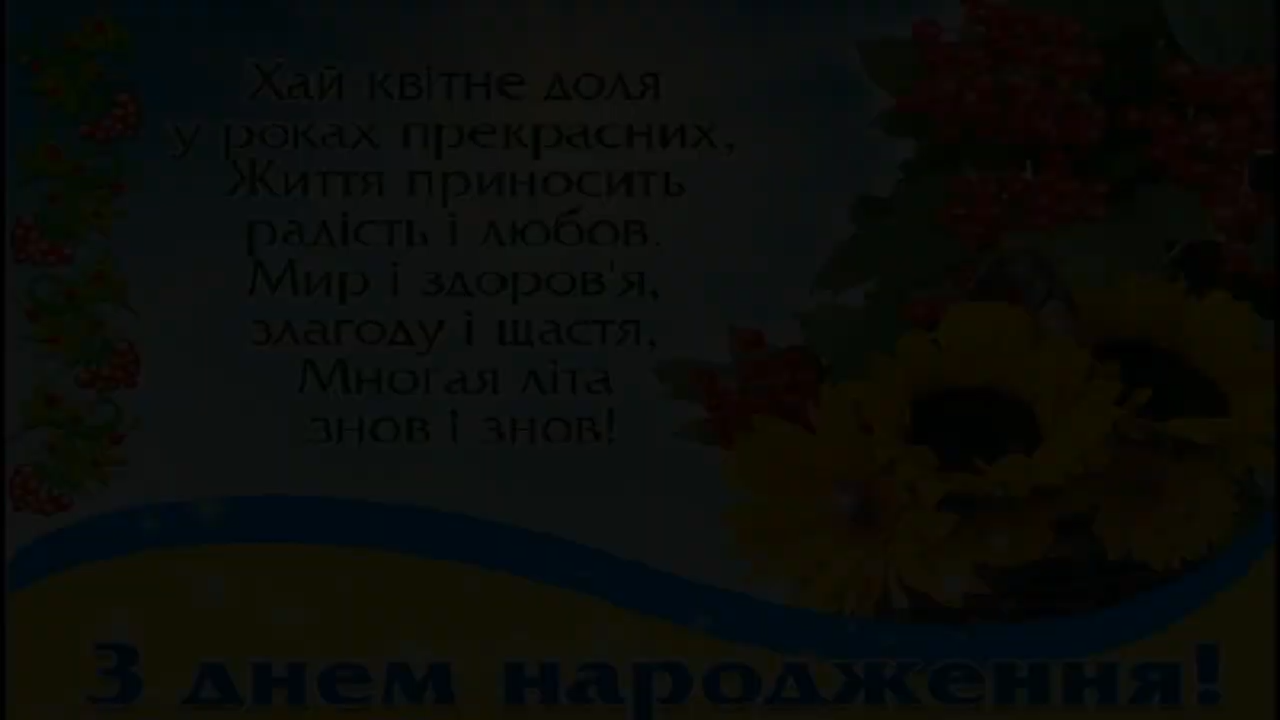 Хай квітне доля
у роках прекрасних,
Життя приносить
радість і любов.
Мир і здоров'я,
злагоду і щастя,
Многая літа
знов і знов!
З днем народження!